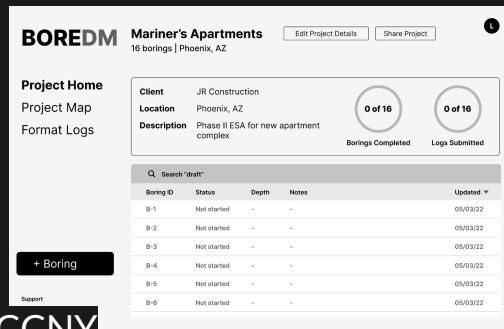 BOREDM
Mariner's Apartments
16 borings | Phoenix, AZ
Edit Project Details
Share Project
L
Project Home
Project Map
Format Logs
+ Boring
Support
Client JR Construction
Location Phoenix, AZ
Description Phase II ESA for new apartment
complex
0 of 16
Borings Completed
0 of 16
Logs Submitted
Search "draft"
Boring ID Status Depth Notes Updated ▼
B-1 Not started - - 05/03/22
B-2 Not started - - 05/03/22
B-3 Not started - - 05/03/22
B-4 Not started - - 05/03/22
B-5 Not started - - 05/03/22
B-6 Not started - - 05/03/22
CCNY